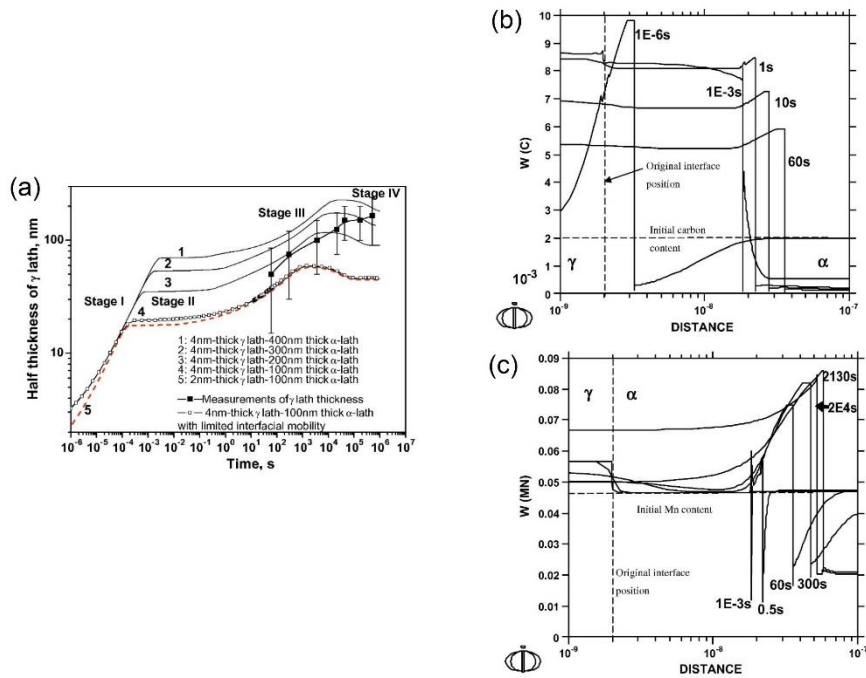 (a)
Half thickness of γ lath, nm
100
10
Stage I
Stage II
Stage III
Stage IV
1
2
3
4
5
1: 4nm-thick γ lath-400nm thick α-lath
2: 4nm-thick γ lath-300nm thick α-lath
3: 4nm-thick γ lath-200nm thick α-lath
4: 4nm-thick γ lath-100nm thick α-lath
5: 2nm-thick γ lath-100nm thick α-lath
Measurements of γ lath thickness
4nm-thick γ lath-100nm thick α-lath
with limited interfacial mobility
10⁻⁶ 10⁻⁵ 10⁻⁴ 10⁻³ 10⁻² 10⁻¹ 10⁰ 10¹ 10² 10³ 10⁴ 10⁵ 10⁶ 10⁷
Time, s
(b)
W (C)
10
9
8
7
6
5
4
3
2
1
0
10⁻³
1E-6s
1s
1E-3s
10s
60s
Original interface
position
Initial carbon
content
γ
α
10⁻⁹ 10⁻⁸ 10⁻⁷
DISTANCE
(c)
W (MN)
0.09
0.08
0.07
0.06
0.05
0.04
0.03
0.02
0.01
0
γ
α
2130s
2E4s
Initial Mn content
Original interface
position
1E-3s
0.5s
60s
300s
10⁻⁹ 10⁻⁸ 10⁻⁷
DISTANCE